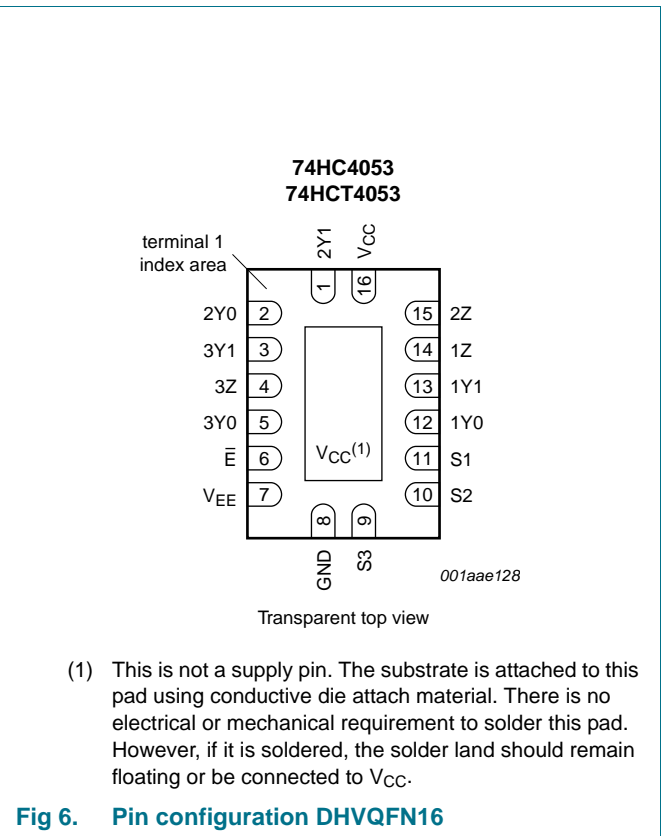 74HC4053
74HCT4053
terminal 1
index area
2Y1
VCC
1
16
2Y0 2
15 2Z
3Y1 3
14 1Z
3Z 4
13 1Y1
3Y0 5
12 1Y0
E̅ 6
VCC(1)
11 S1
VEE 7
10 S2
8
9
GND
S3
001aae128
Transparent top view
(1) This is not a supply pin. The substrate is attached to this
pad using conductive die attach material. There is no
electrical or mechanical requirement to solder this pad.
However, if it is soldered, the solder land should remain
floating or be connected to VCC.
Fig 6. Pin configuration DHVQFN16